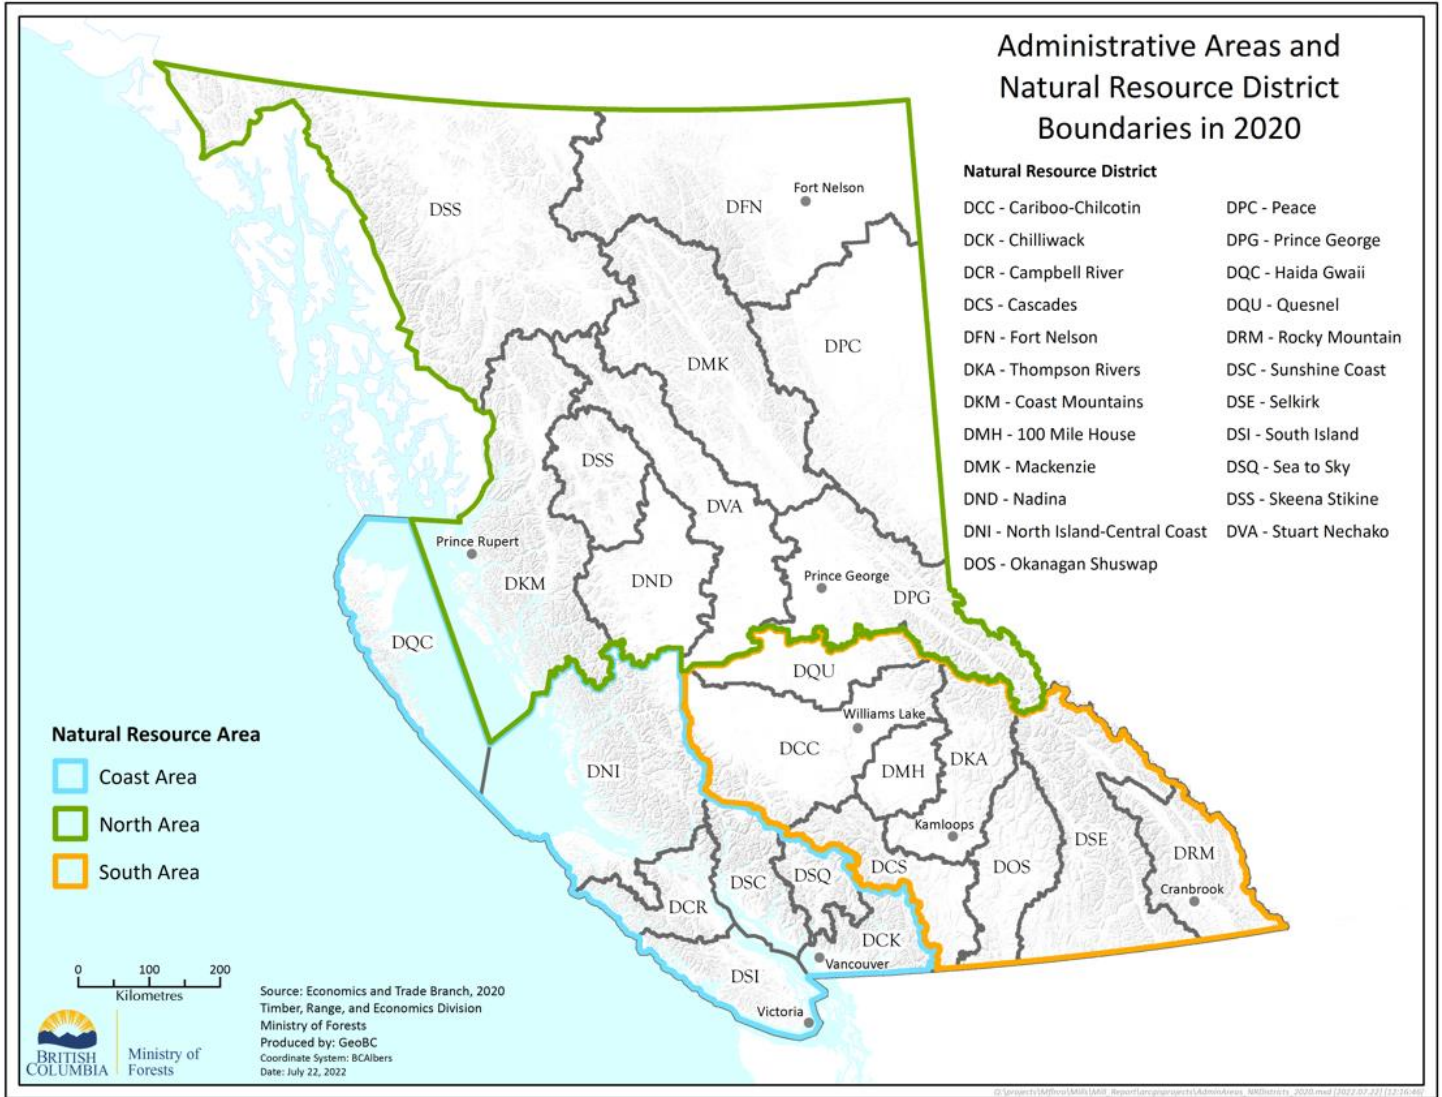 Administrative Areas and
Natural Resource District
Boundaries in 2020
Natural Resource District
DCC - Cariboo-Chilcotin
DCK - Chilliwack
DCR - Campbell River
DCS - Cascades
DFN - Fort Nelson
DKA - Thompson Rivers
DKM - Coast Mountains
DMH - 100 Mile House
DMK - Mackenzie
DND - Nadina
DNI - North Island-Central Coast
DOS - Okanagan Shuswap
DPC - Peace
DPG - Prince George
DQC - Haida Gwaii
DQU - Quesnel
DRM - Rocky Mountain
DSC - Sunshine Coast
DSE - Selkirk
DSI - South Island
DSQ - Sea to Sky
DSS - Skeena Stikine
DVA - Stuart Nechako
Fort Nelson
DSS
DFN
DPC
DMK
DSS
DVA
Prince Rupert
DKM
DND
Prince George
DPG
DQC
DQU
Williams Lake
DCC
DKA
DNI
DMH
Kamloops
DSE
DRM
DOS
DCS
DSQ
DSC
Cranbrook
DCR
DCK
Vancouver
DSI
Victoria
Natural Resource Area
Coast Area
North Area
South Area
0 100 200
Kilometres
BRITISH
COLUMBIA
Ministry of
Forests
Source: Economics and Trade Branch, 2020
Timber, Range, and Economics Division
Ministry of Forests
Produced by: GeoBC
Coordinate System: BCAlbers
Date: July 22, 2022